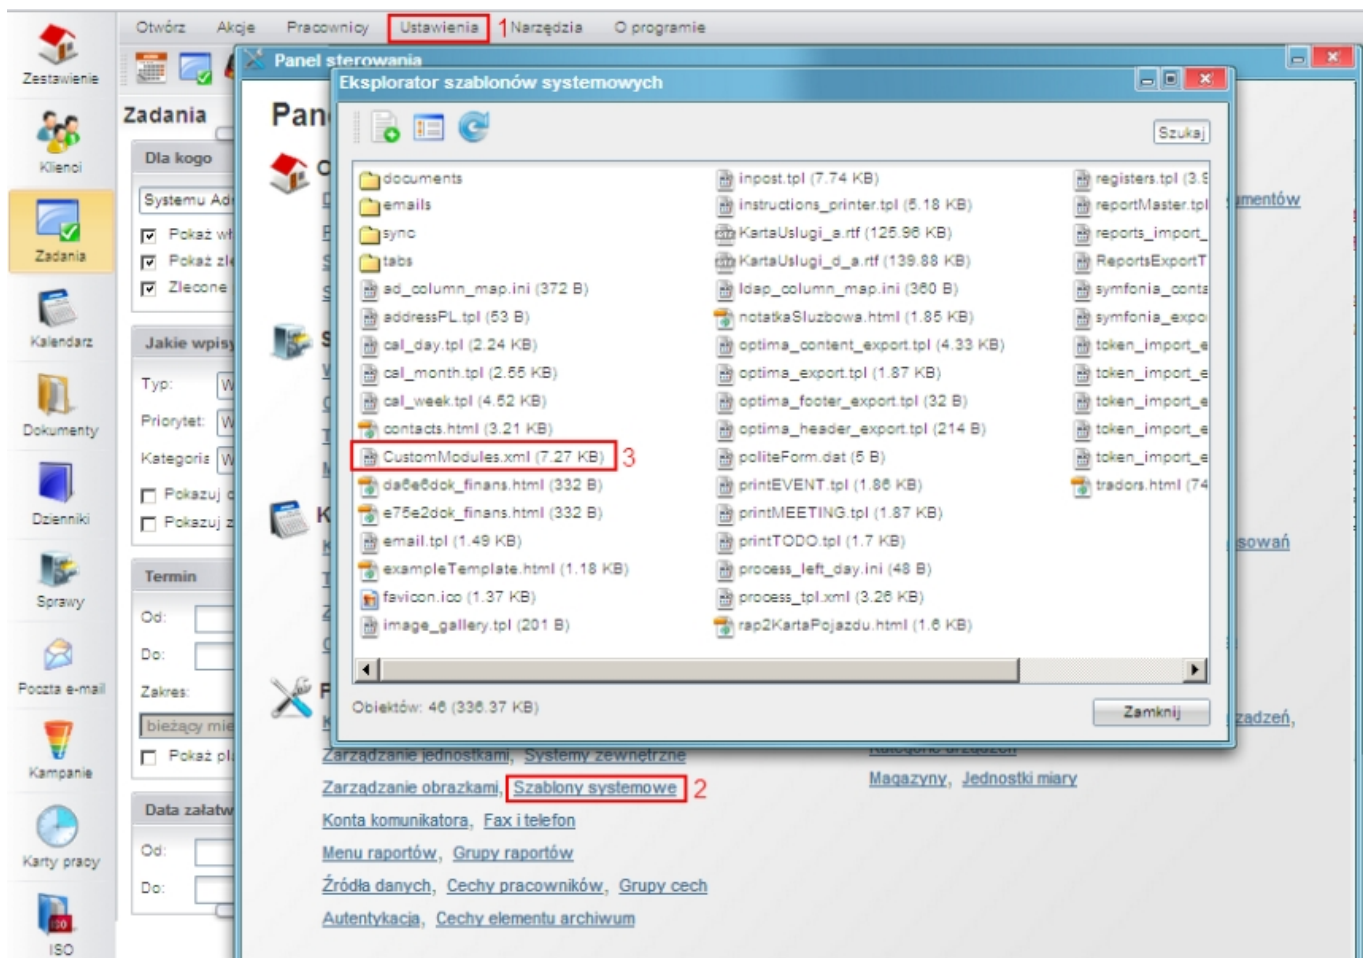 Otwórz Akcje Pracownicy Ustawienia 1 Narzędzia O programie
Zestawienie
Klienci
Zadania
Kalendarz
Dokumenty
Dzienniki
Sprawy
Poczta e-mail
Kampanie
Karty pracy
ISO
Zadania
Dla kogo
Systemu Ad
Pokaż wł
Pokaż zle
Zlecone
Jakie wpisy
Typ: W
Priorytet: W
Kategoria W
Pokazuj
Pokazuj z
Termin
Od:
Do:
Zakres:
bieżący mie
Pokaż pl
Data załatw
Od:
Do:
Panel sterowania
Pan
Eksplorator szablonów systemowych
Szukaj
documents
emails
sync
tabs
ad_column_map.ini (372 B)
addressPL.tpl (53 B)
cal_day.tpl (2.24 KB)
cal_month.tpl (2.55 KB)
cal_week.tpl (4.52 KB)
contacts.html (3.21 KB)
CustomModules.xml (7.27 KB) 3
da6e6dok_finans.html (332 B)
e75e2dok_finans.html (332 B)
email.tpl (1.49 KB)
exampleTemplate.html (1.18 KB)
favicon.ico (1.37 KB)
image_gallery.tpl (201 B)
inpost.tpl (7.74 KB)
instructions_printer.tpl (5.18 KB)
KartaUslugi_a.rtf (125.96 KB)
KartaUslugi_d_a.rtf (139.88 KB)
ldap_column_map.ini (360 B)
notatkaSluzbowa.html (1.85 KB)
optima_content_export.tpl (4.33 KB)
optima_export.tpl (1.87 KB)
optima_footer_export.tpl (32 B)
optima_header_export.tpl (214 B)
politeForm.dat (5 B)
printEVENT.tpl (1.86 KB)
printMEETING.tpl (1.87 KB)
printTODO.tpl (1.7 KB)
process_left_day.ini (48 B)
process_tpl.xml (3.26 KB)
rap2KartaPojazdu.html (1.6 KB)
registers.tpl (3.9
reportMaster.tpl
reports_import_
ReportsExportT
symfonia_conta
symfonia_expo
token_import_e
token_import_e
token_import_e
token_import_e
token_import_e
tradors.html (74
Obiektów: 46 (336.37 KB)
Zamknij
umentów
sowań
ządzeń,
Zarządzanie jednostkami, Systemy zewnętrzne
Zarządzanie obrazkami, Szablony systemowe 2
Konta komunikatora, Fax i telefon
Menu raportów, Grupy raportów
Źródła danych, Cechy pracowników, Grupy cech
Autentykacja, Cechy elementu archiwum
Kategorie urządzeń
Magazyny, Jednostki miary